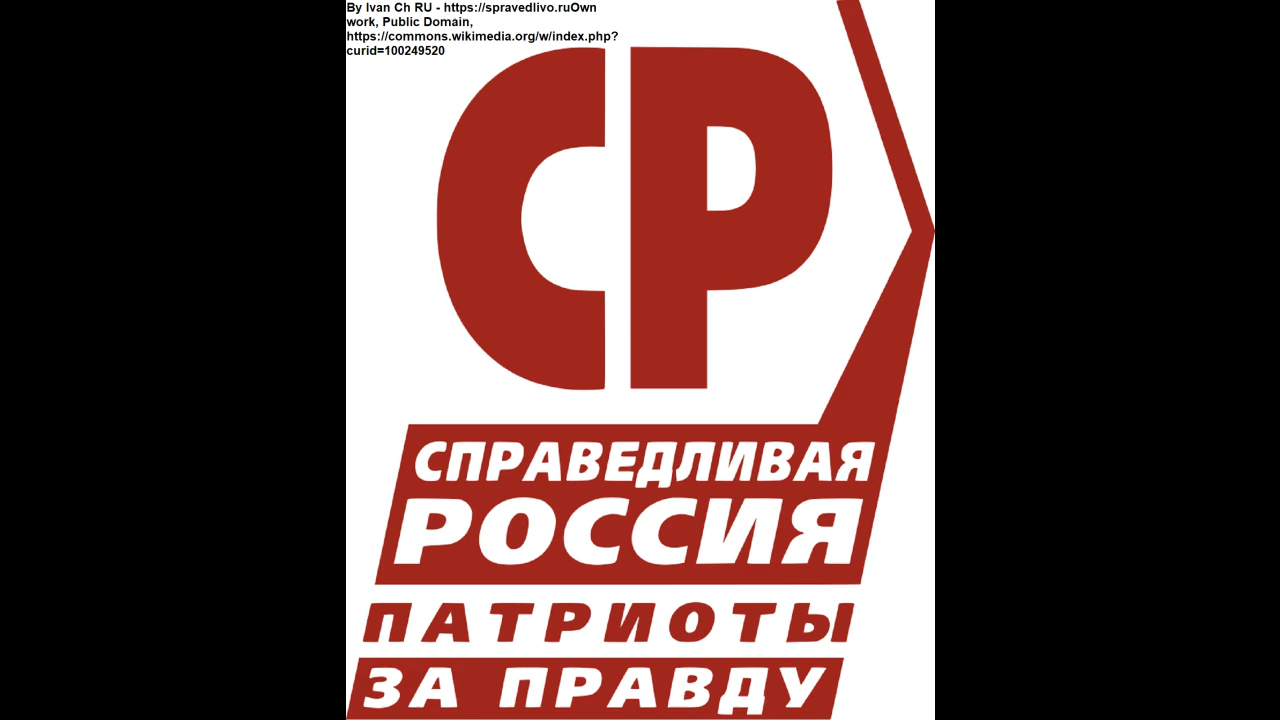 By Ivan Ch RU - https://spravedlivo.ruOwn
work, Public Domain,
https://commons.wikimedia.org/w/index.php?
curid=100249520
СР
СПРАВЕДЛИВАЯ
РОССИЯ
ПАТРИОТЫ
ЗА ПРАВДУ